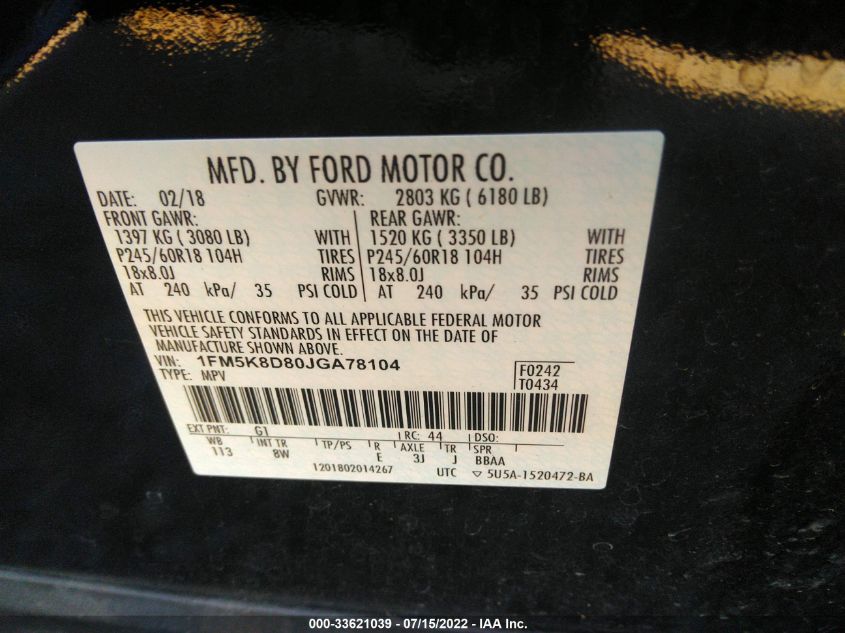 MFD. BY FORD MOTOR CO.
DATE: 02/18 GVWR: 2803 KG ( 6180 LB)
FRONT GAWR: REAR GAWR:
1397 KG ( 3080 LB) WITH 1520 KG ( 3350 LB) WITH
P245/60R18 104H TIRES P245/60R18 104H TIRES
18x8.0J RIMS 18x8.0J RIMS
AT 240 kPa/ 35 PSI COLD AT 240 kPa/ 35 PSI COLD
THIS VEHICLE CONFORMS TO ALL APPLICABLE FEDERAL MOTOR
VEHICLE SAFETY STANDARDS IN EFFECT ON THE DATE OF
MANUFACTURE SHOWN ABOVE.
VIN: 1FM5K8D80JGA78104 F0242
TYPE: MPV T0434
EXT PNT: G1 RC: 44 DSO:
WB INT TR TP/PS R AXLE TR SPR
113 8W E 3J J BBAA
1201802014267 UTC ▽ 5U5A-1520472-BA
000-33621039 - 07/15/2022 - IAA Inc.